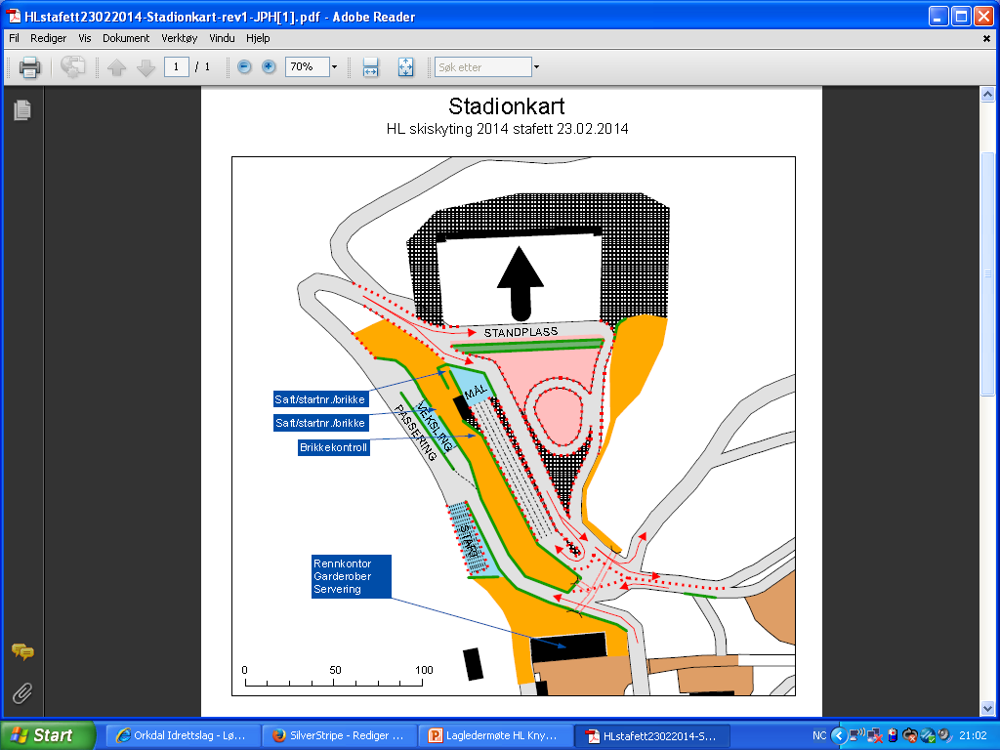 HLstafett23022014-Stadionkart-rev1-JPH[1].pdf - Adobe Reader
Fil Rediger Vis Dokument Verktøy Vindu Hjelp
1 / 1 70% Søk etter
Stadionkart
HL skiskyting 2014 stafett 23.02.2014
STANDPLASS
MÅL
Saft/startnr./brikke
VEKSLING
Saft/startnr./brikke
PASSERING
Brikkekontroll
START
Rennkontor
Garderober
Servering
0 50 100
Start Orkdal Idrettslag - Lø... SilverStripe - Rediger ... Lagledermøte HL Kny... HLstafett23022014-S... NC 21:02